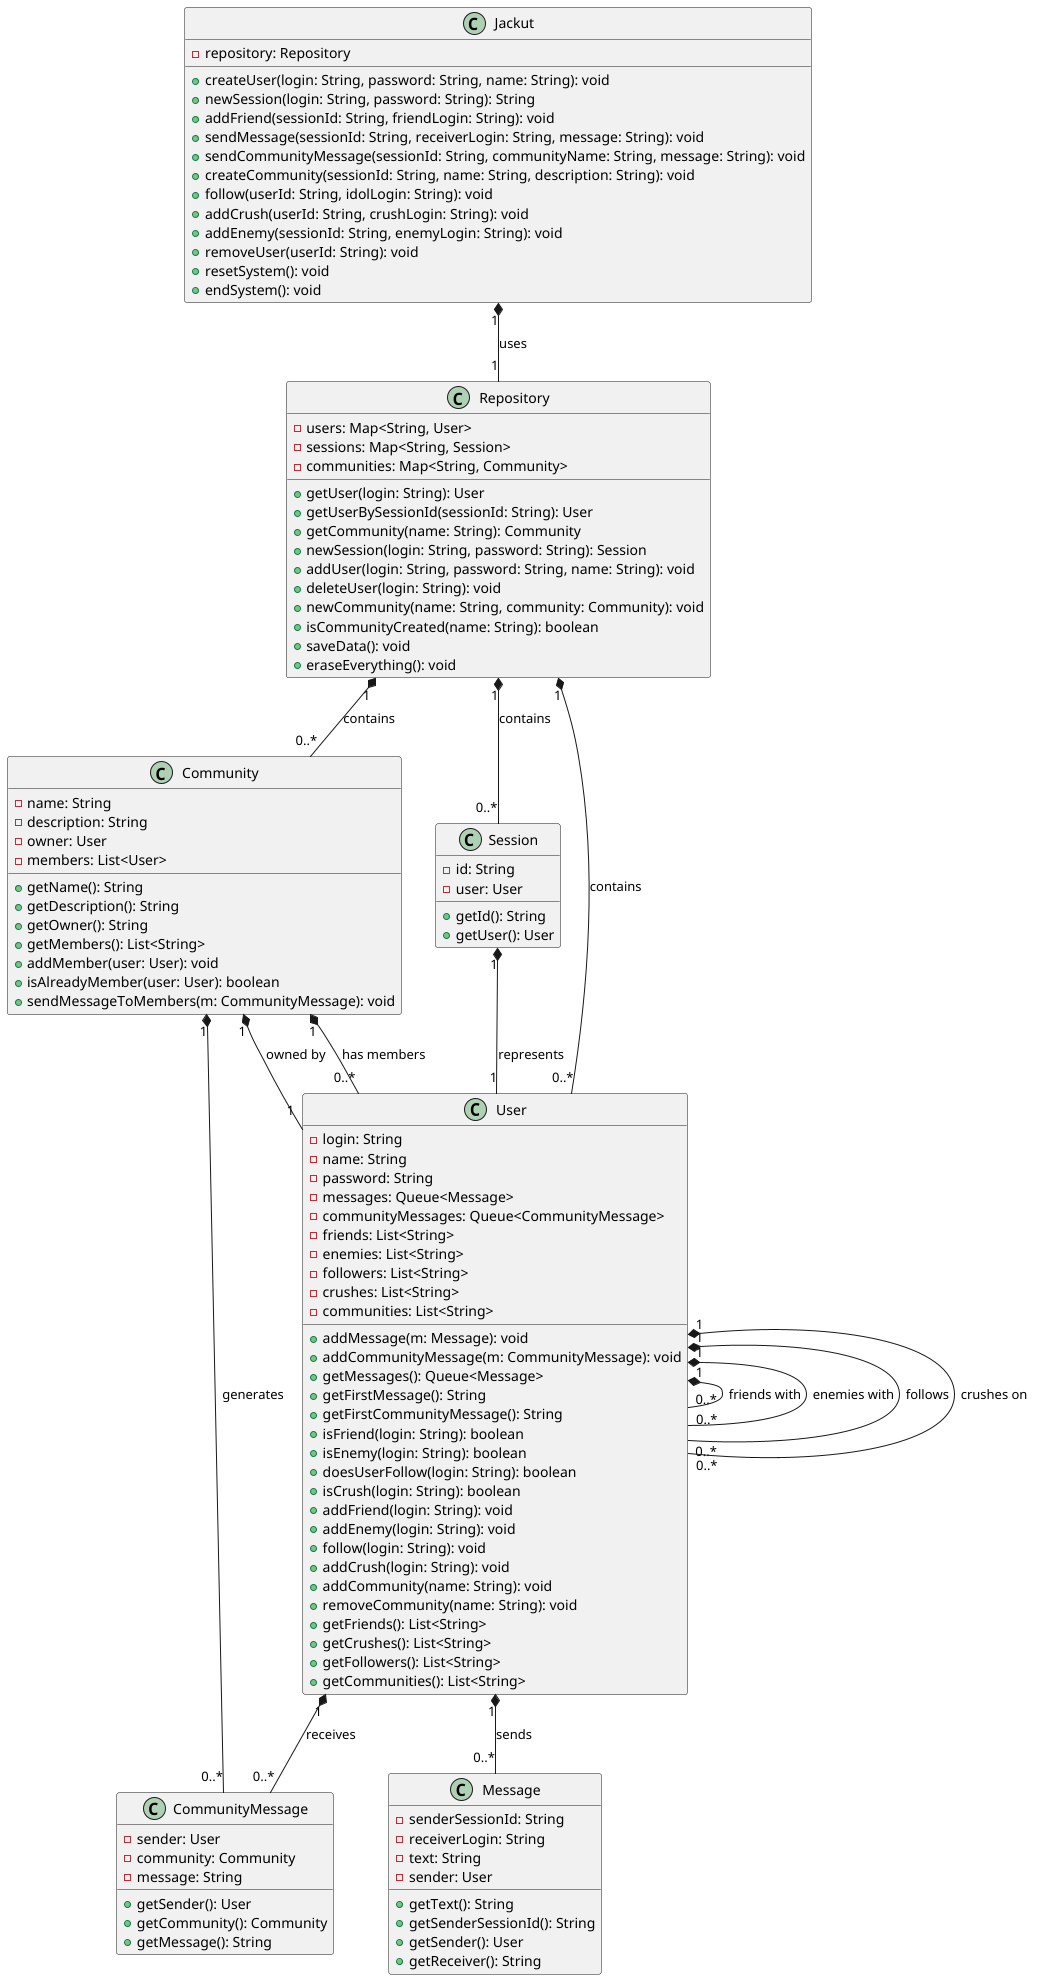 C Jackut
repository: Repository
createUser(login: String, password: String, name: String): void
newSession(login: String, password: String): String
addFriend(sessionId: String, friendLogin: String): void
sendMessage(sessionId: String, receiverLogin: String, message: String): void
sendCommunityMessage(sessionId: String, communityName: String, message: String): void
createCommunity(sessionId: String, name: String, description: String): void
follow(userId: String, idolLogin: String): void
addCrush(userId: String, crushLogin: String): void
addEnemy(sessionId: String, enemyLogin: String): void
removeUser(userId: String): void
resetSystem(): void
endSystem(): void
1
uses
1
C Repository
users: Map<String, User>
sessions: Map<String, Session>
communities: Map<String, Community>
getUser(login: String): User
getUserBySessionId(sessionId: String): User
getCommunity(name: String): Community
newSession(login: String, password: String): Session
addUser(login: String, password: String, name: String): void
deleteUser(login: String): void
newCommunity(name: String, community: Community): void
isCommunityCreated(name: String): boolean
saveData(): void
eraseEverything(): void
1 1 1
contains contains
0..*
C Community
name: String
description: String
owner: User
members: List<User>
getName(): String
getDescription(): String
getOwner(): String
getMembers(): List<String>
addMember(user: User): void
isAlreadyMember(user: User): boolean
sendMessageToMembers(m: CommunityMessage): void
0..*
C Session
id: String
user: User
getId(): String
getUser(): User
contains
1 1 1 1
owned by has members represents
1 0..* 1 0..*
C User
login: String
name: String
password: String
messages: Queue<Message>
communityMessages: Queue<CommunityMessage>
friends: List<String>
enemies: List<String>
followers: List<String>
crushes: List<String>
communities: List<String>
addMessage(m: Message): void
addCommunityMessage(m: CommunityMessage): void
getMessages(): Queue<Message>
getFirstMessage(): String
getFirstCommunityMessage(): String
isFriend(login: String): boolean
isEnemy(login: String): boolean
doesUserFollow(login: String): boolean
isCrush(login: String): boolean
addFriend(login: String): void
addEnemy(login: String): void
follow(login: String): void
addCrush(login: String): void
addCommunity(name: String): void
removeCommunity(name: String): void
getFriends(): List<String>
getCrushes(): List<String>
getFollowers(): List<String>
getCommunities(): List<String>
1
1
1
1
generates
friends with enemies with follows crushes on
0..*
0..*
0..*
0..*
1 1
receives sends
0..* 0..* 0..*
C CommunityMessage
sender: User
community: Community
message: String
getSender(): User
getCommunity(): Community
getMessage(): String
C Message
senderSessionId: String
receiverLogin: String
text: String
sender: User
getText(): String
getSenderSessionId(): String
getSender(): User
getReceiver(): String